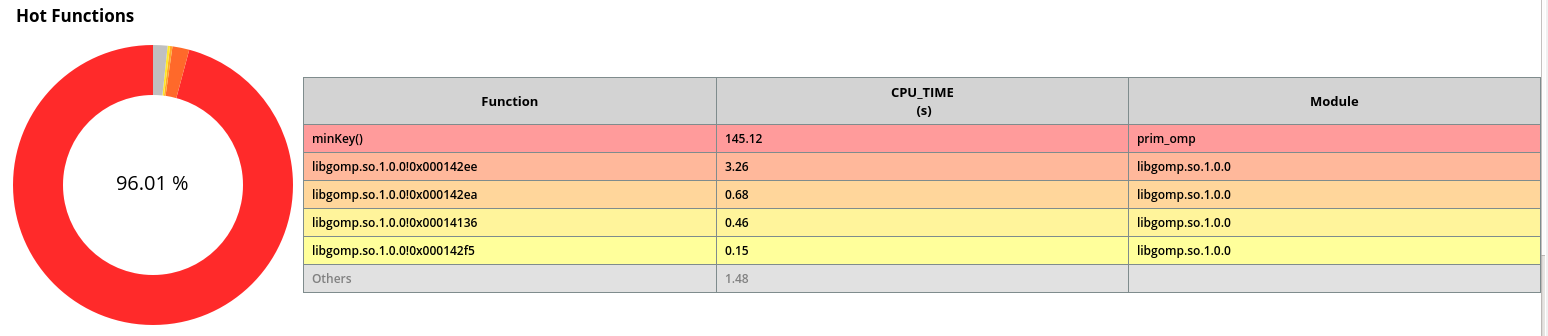 Hot Functions
96.01 %
Function CPU_TIME (s) Module
minKey() 145.12 prim_omp
libgomp.so.1.0.0!0x000142ee 3.26 libgomp.so.1.0.0
libgomp.so.1.0.0!0x000142ea 0.68 libgomp.so.1.0.0
libgomp.so.1.0.0!0x00014136 0.46 libgomp.so.1.0.0
libgomp.so.1.0.0!0x000142f5 0.15 libgomp.so.1.0.0
Others 1.48